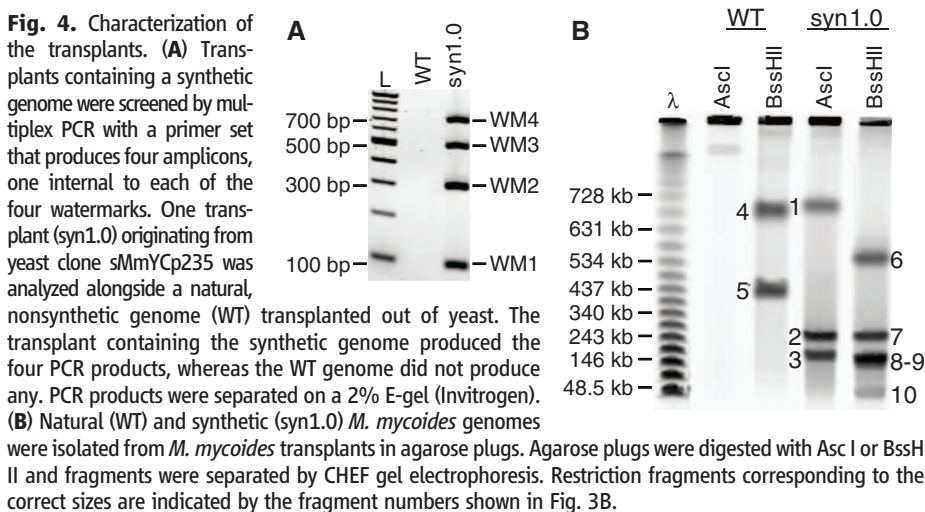 Fig. 4. Characterization of
the transplants. (A) Trans-
plants containing a synthetic
genome were screened by mul-
tiplex PCR with a primer set
that produces four amplicons,
one internal to each of the
four watermarks. One trans-
plant (syn1.0) originating from
yeast clone sMmYCp235 was
analyzed alongside a natural,
nonsynthetic genome (WT) transplanted out of yeast. The
transplant containing the synthetic genome produced the
four PCR products, whereas the WT genome did not produce
any. PCR products were separated on a 2% E-gel (Invitrogen).
(B) Natural (WT) and synthetic (syn1.0) M. mycoides genomes
were isolated from M. mycoides transplants in agarose plugs. Agarose plugs were digested with Asc I or BssH
II and fragments were separated by CHEF gel electrophoresis. Restriction fragments corresponding to the
correct sizes are indicated by the fragment numbers shown in Fig. 3B.
A
L
WT
syn1.0
700 bp
500 bp
300 bp
100 bp
WM4
WM3
WM2
WM1
B
WT
syn1.0
λ
AscI
BssHII
AscI
BssHII
728 kb
631 kb
534 kb
437 kb
340 kb
243 kb
146 kb
48.5 kb
4
5
1
2
3
6
7
8-9
10